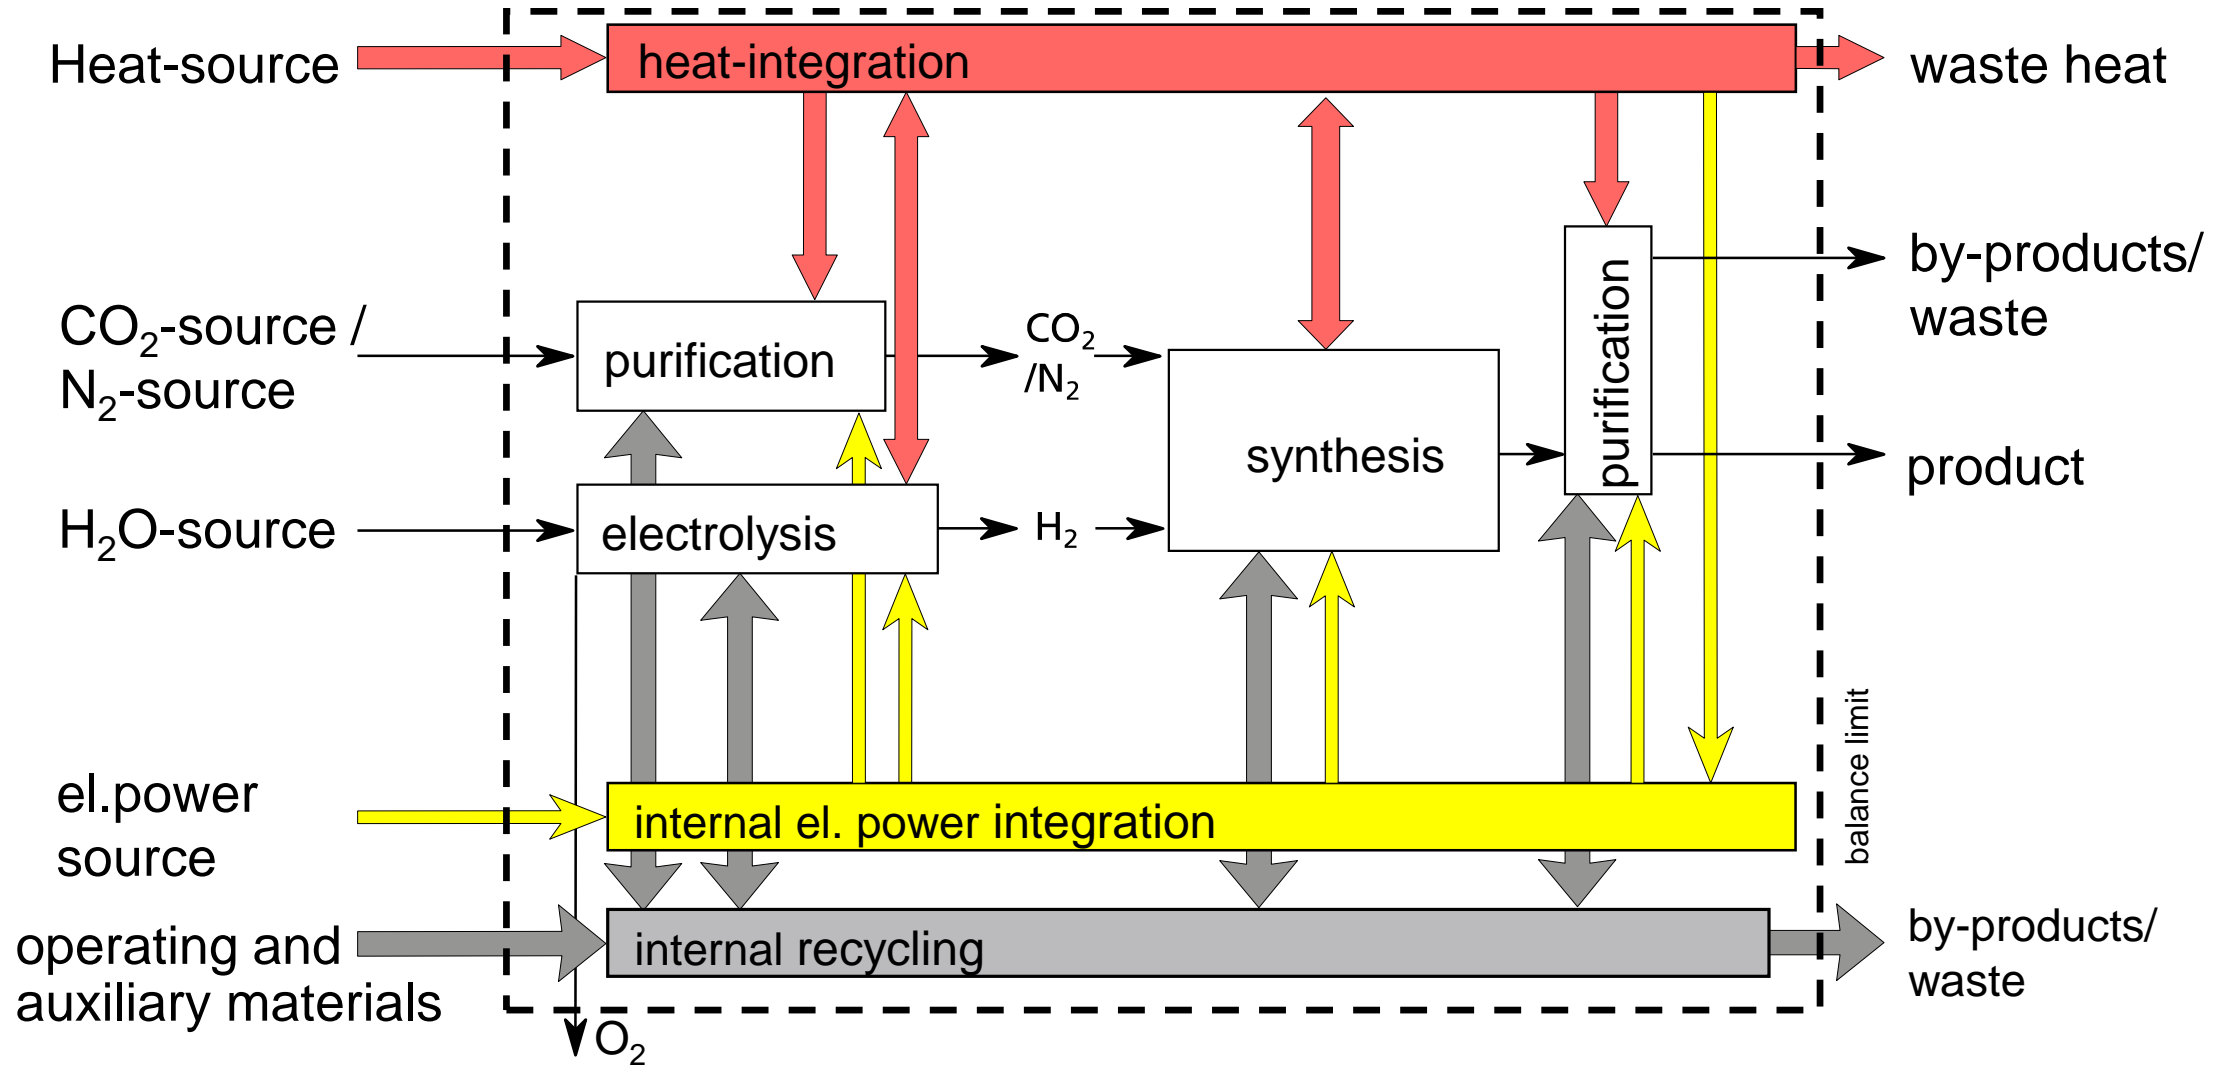 Heat-source
heat-integration
waste heat
CO₂-source /
N₂-source
purification
CO₂
/N₂
synthesis
purification
by-products/
waste
product
H₂O-source
electrolysis
H₂
balance limit
el.power
source
internal el. power integration
operating and
auxiliary materials
internal recycling
by-products/
waste
O₂